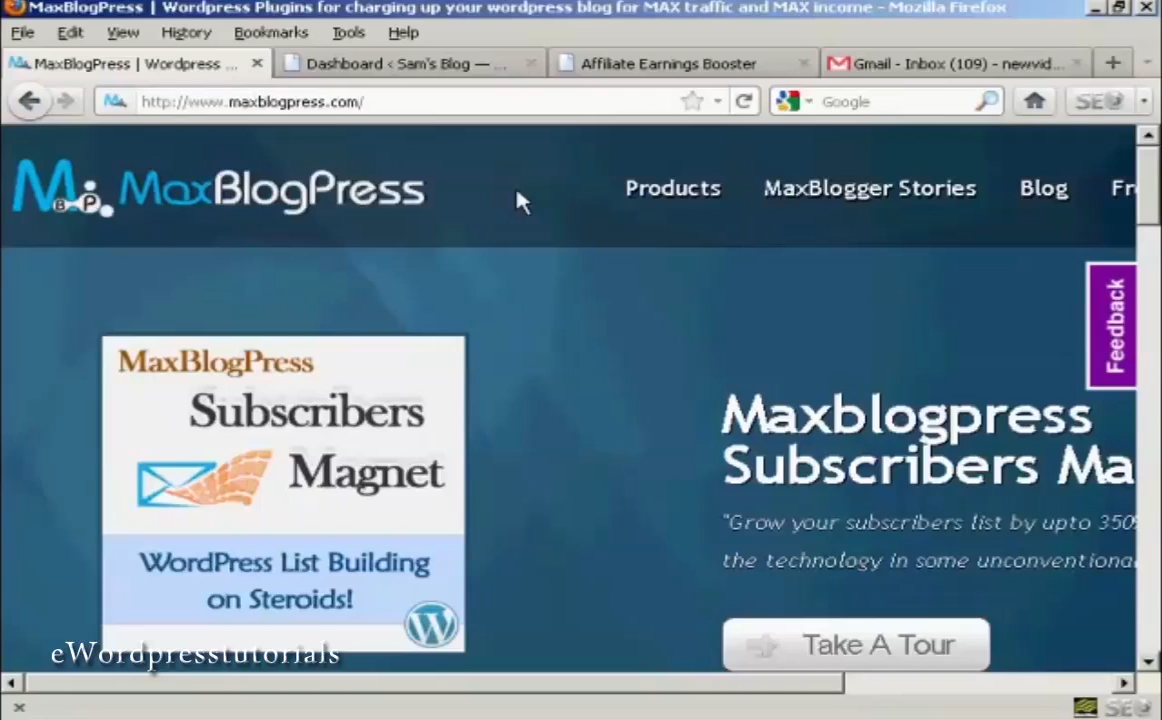 MaxBlogPress | Wordpress Plugins for charging up your wordpress blog for MAX traffic and MAX income - Mozilla Firefox
File Edit View History Bookmarks Tools Help
MaxBlogPress | Wordpress ... Dashboard ‹ Sam's Blog — ... Affiliate Earnings Booster Gmail - Inbox (109) - newvid...
http://www.maxblogpress.com/ Google SEO
MaxBlogPress Products MaxBlogger Stories Blog Fr
Feedback
MaxBlogPress
Subscribers
Magnet
WordPress List Building
on Steroids!
Maxblogpress
Subscribers Ma
"Grow your subscribers list by upto 350%
the technology in some unconventiona
Take A Tour
eWordpresstutorials
SEO